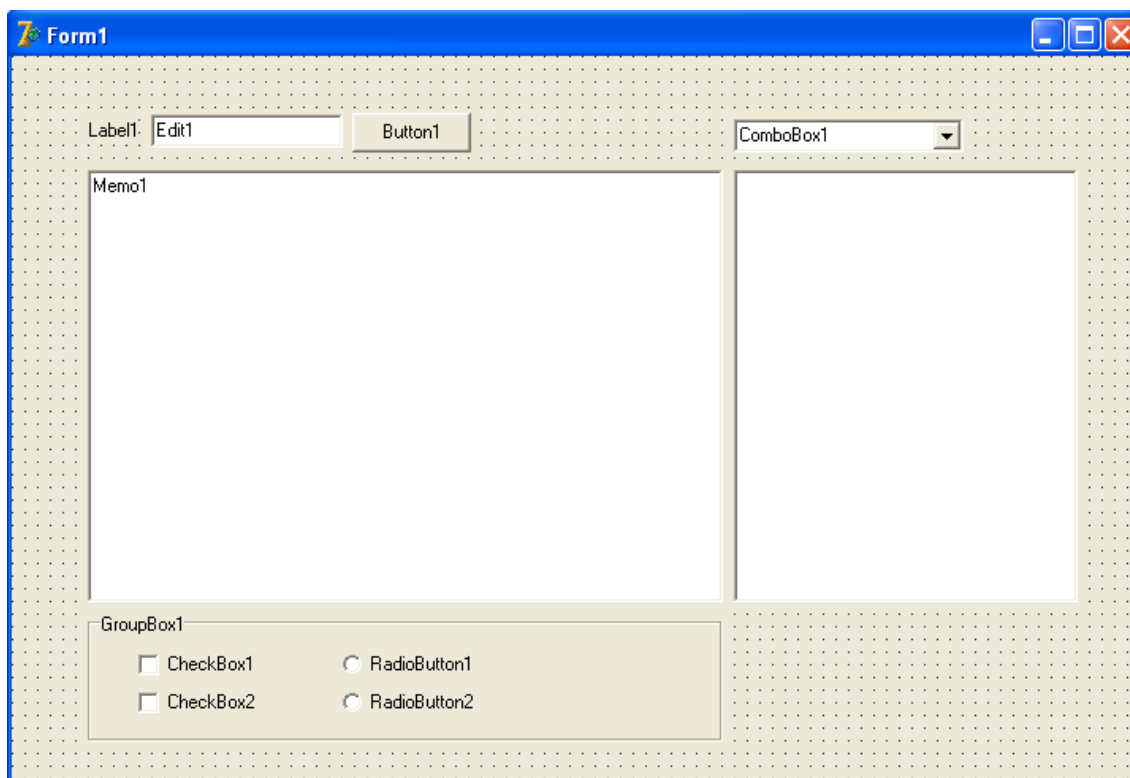 Form1
Label1 Edit1 Button1 ComboBox1
Memo1
GroupBox1
CheckBox1 RadioButton1
CheckBox2 RadioButton2